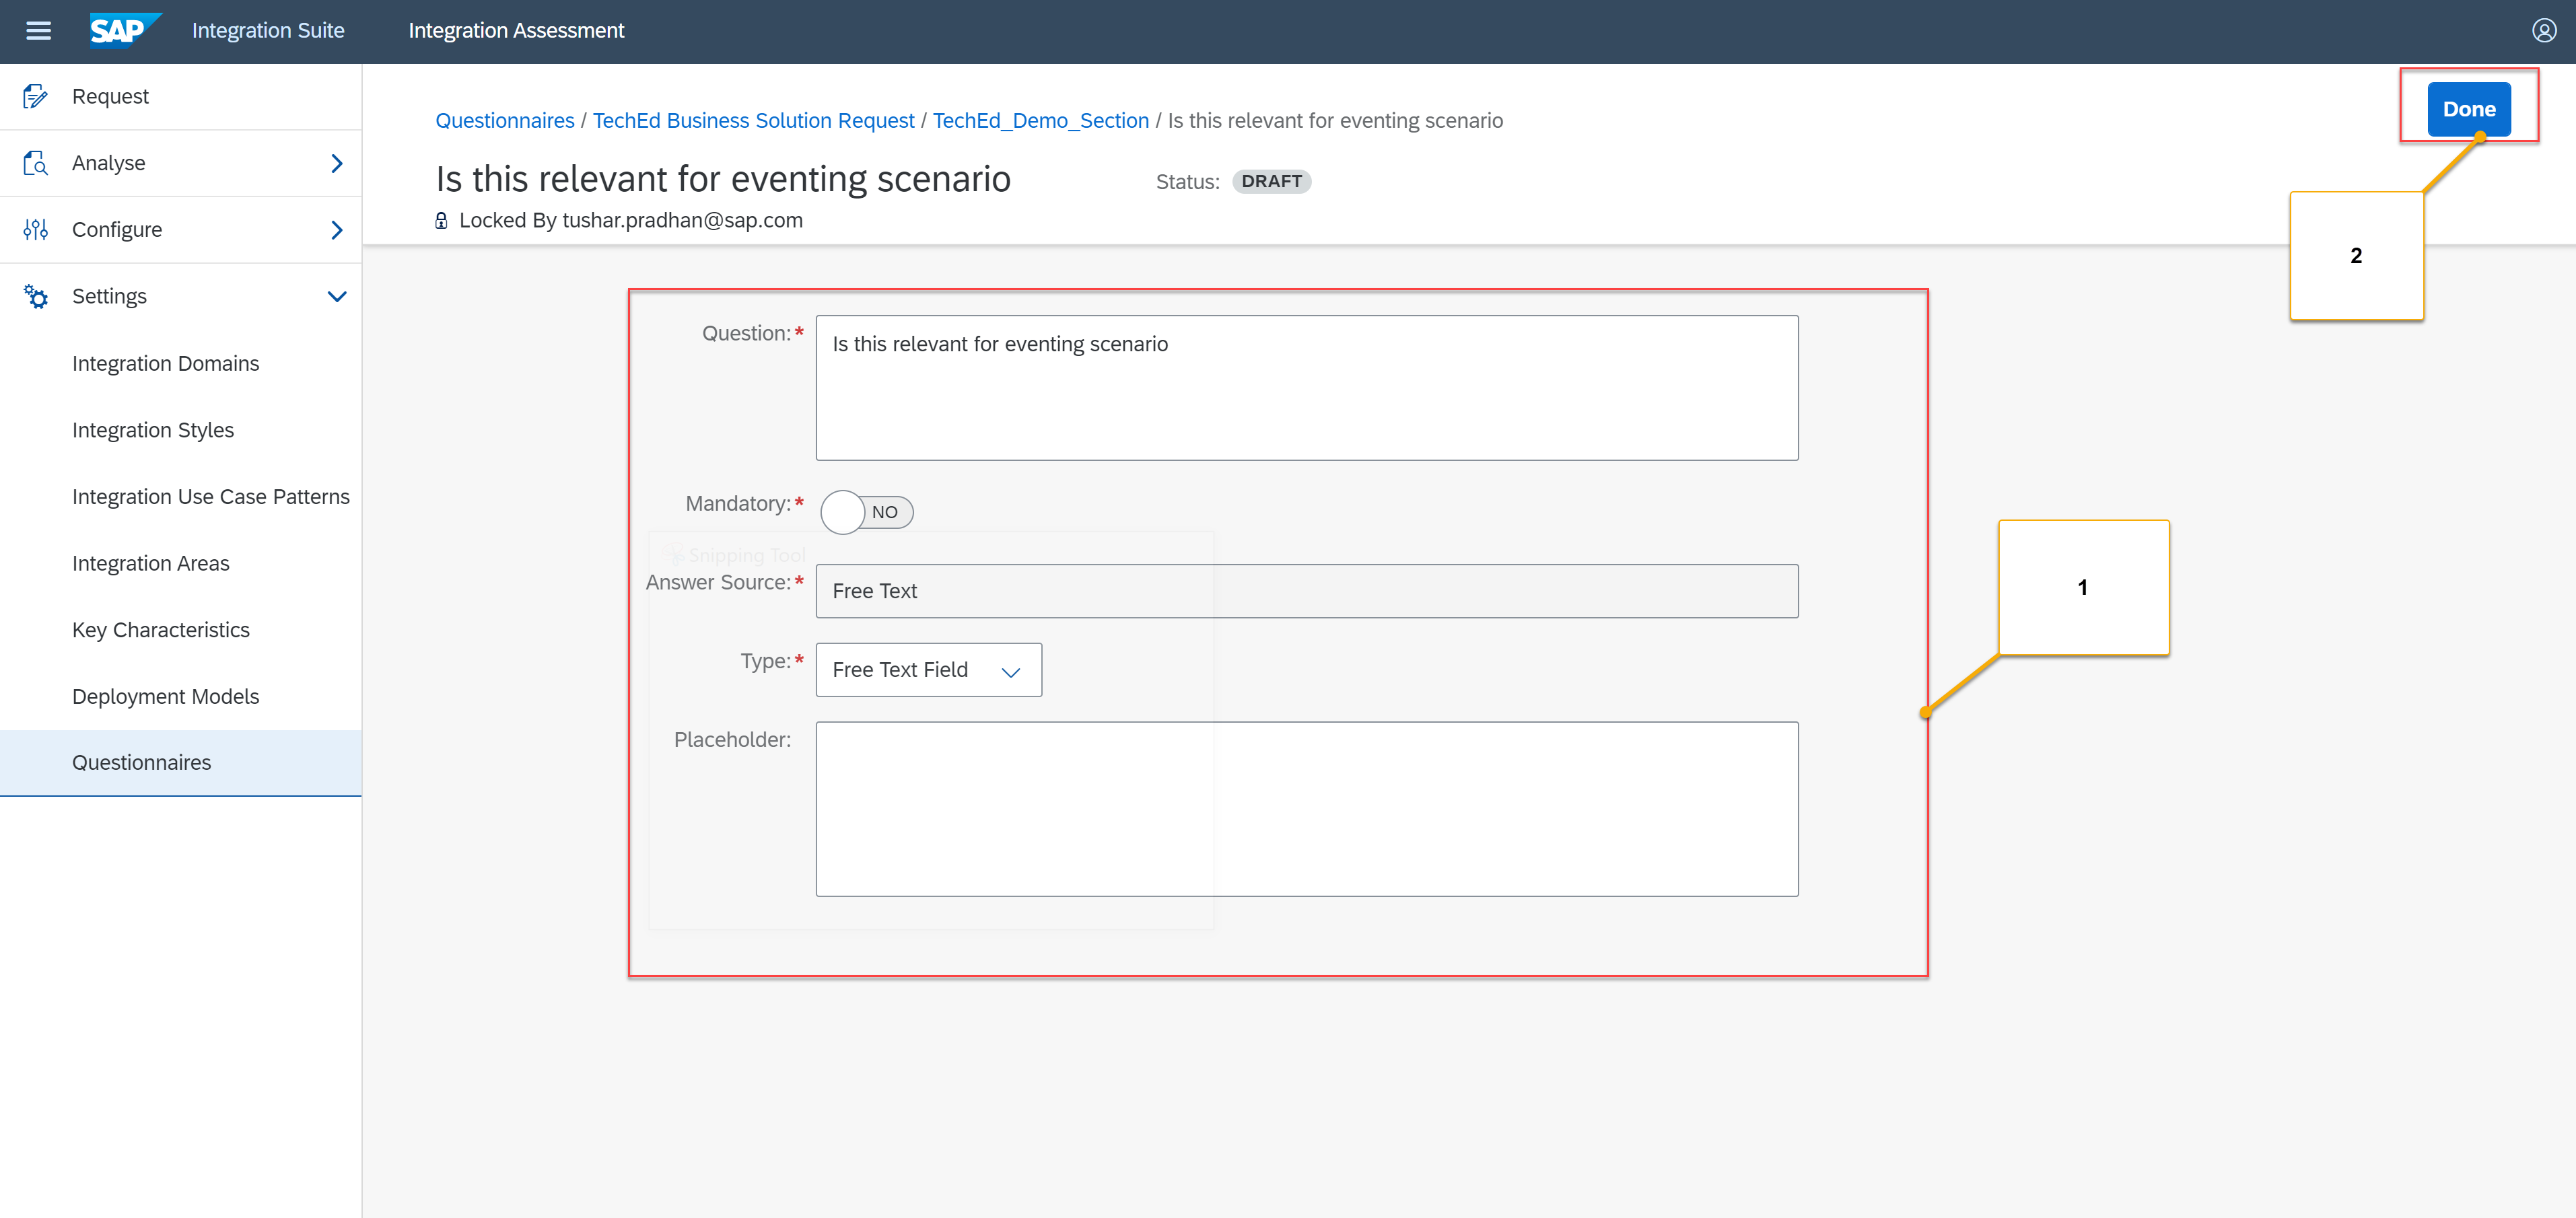 SAP Integration Suite Integration Assessment
Request
Analyse
Configure
Settings
Integration Domains
Integration Styles
Integration Use Case Patterns
Integration Areas
Key Characteristics
Deployment Models
Questionnaires
Questionnaires / TechEd Business Solution Request / TechEd_Demo_Section / Is this relevant for eventing scenario
Done
Is this relevant for eventing scenario
Status: DRAFT
Locked By tushar.pradhan@sap.com
2
Question:* Is this relevant for eventing scenario
Mandatory:* NO
Snipping Tool
Answer Source:* Free Text
1
Type:* Free Text Field
Placeholder: